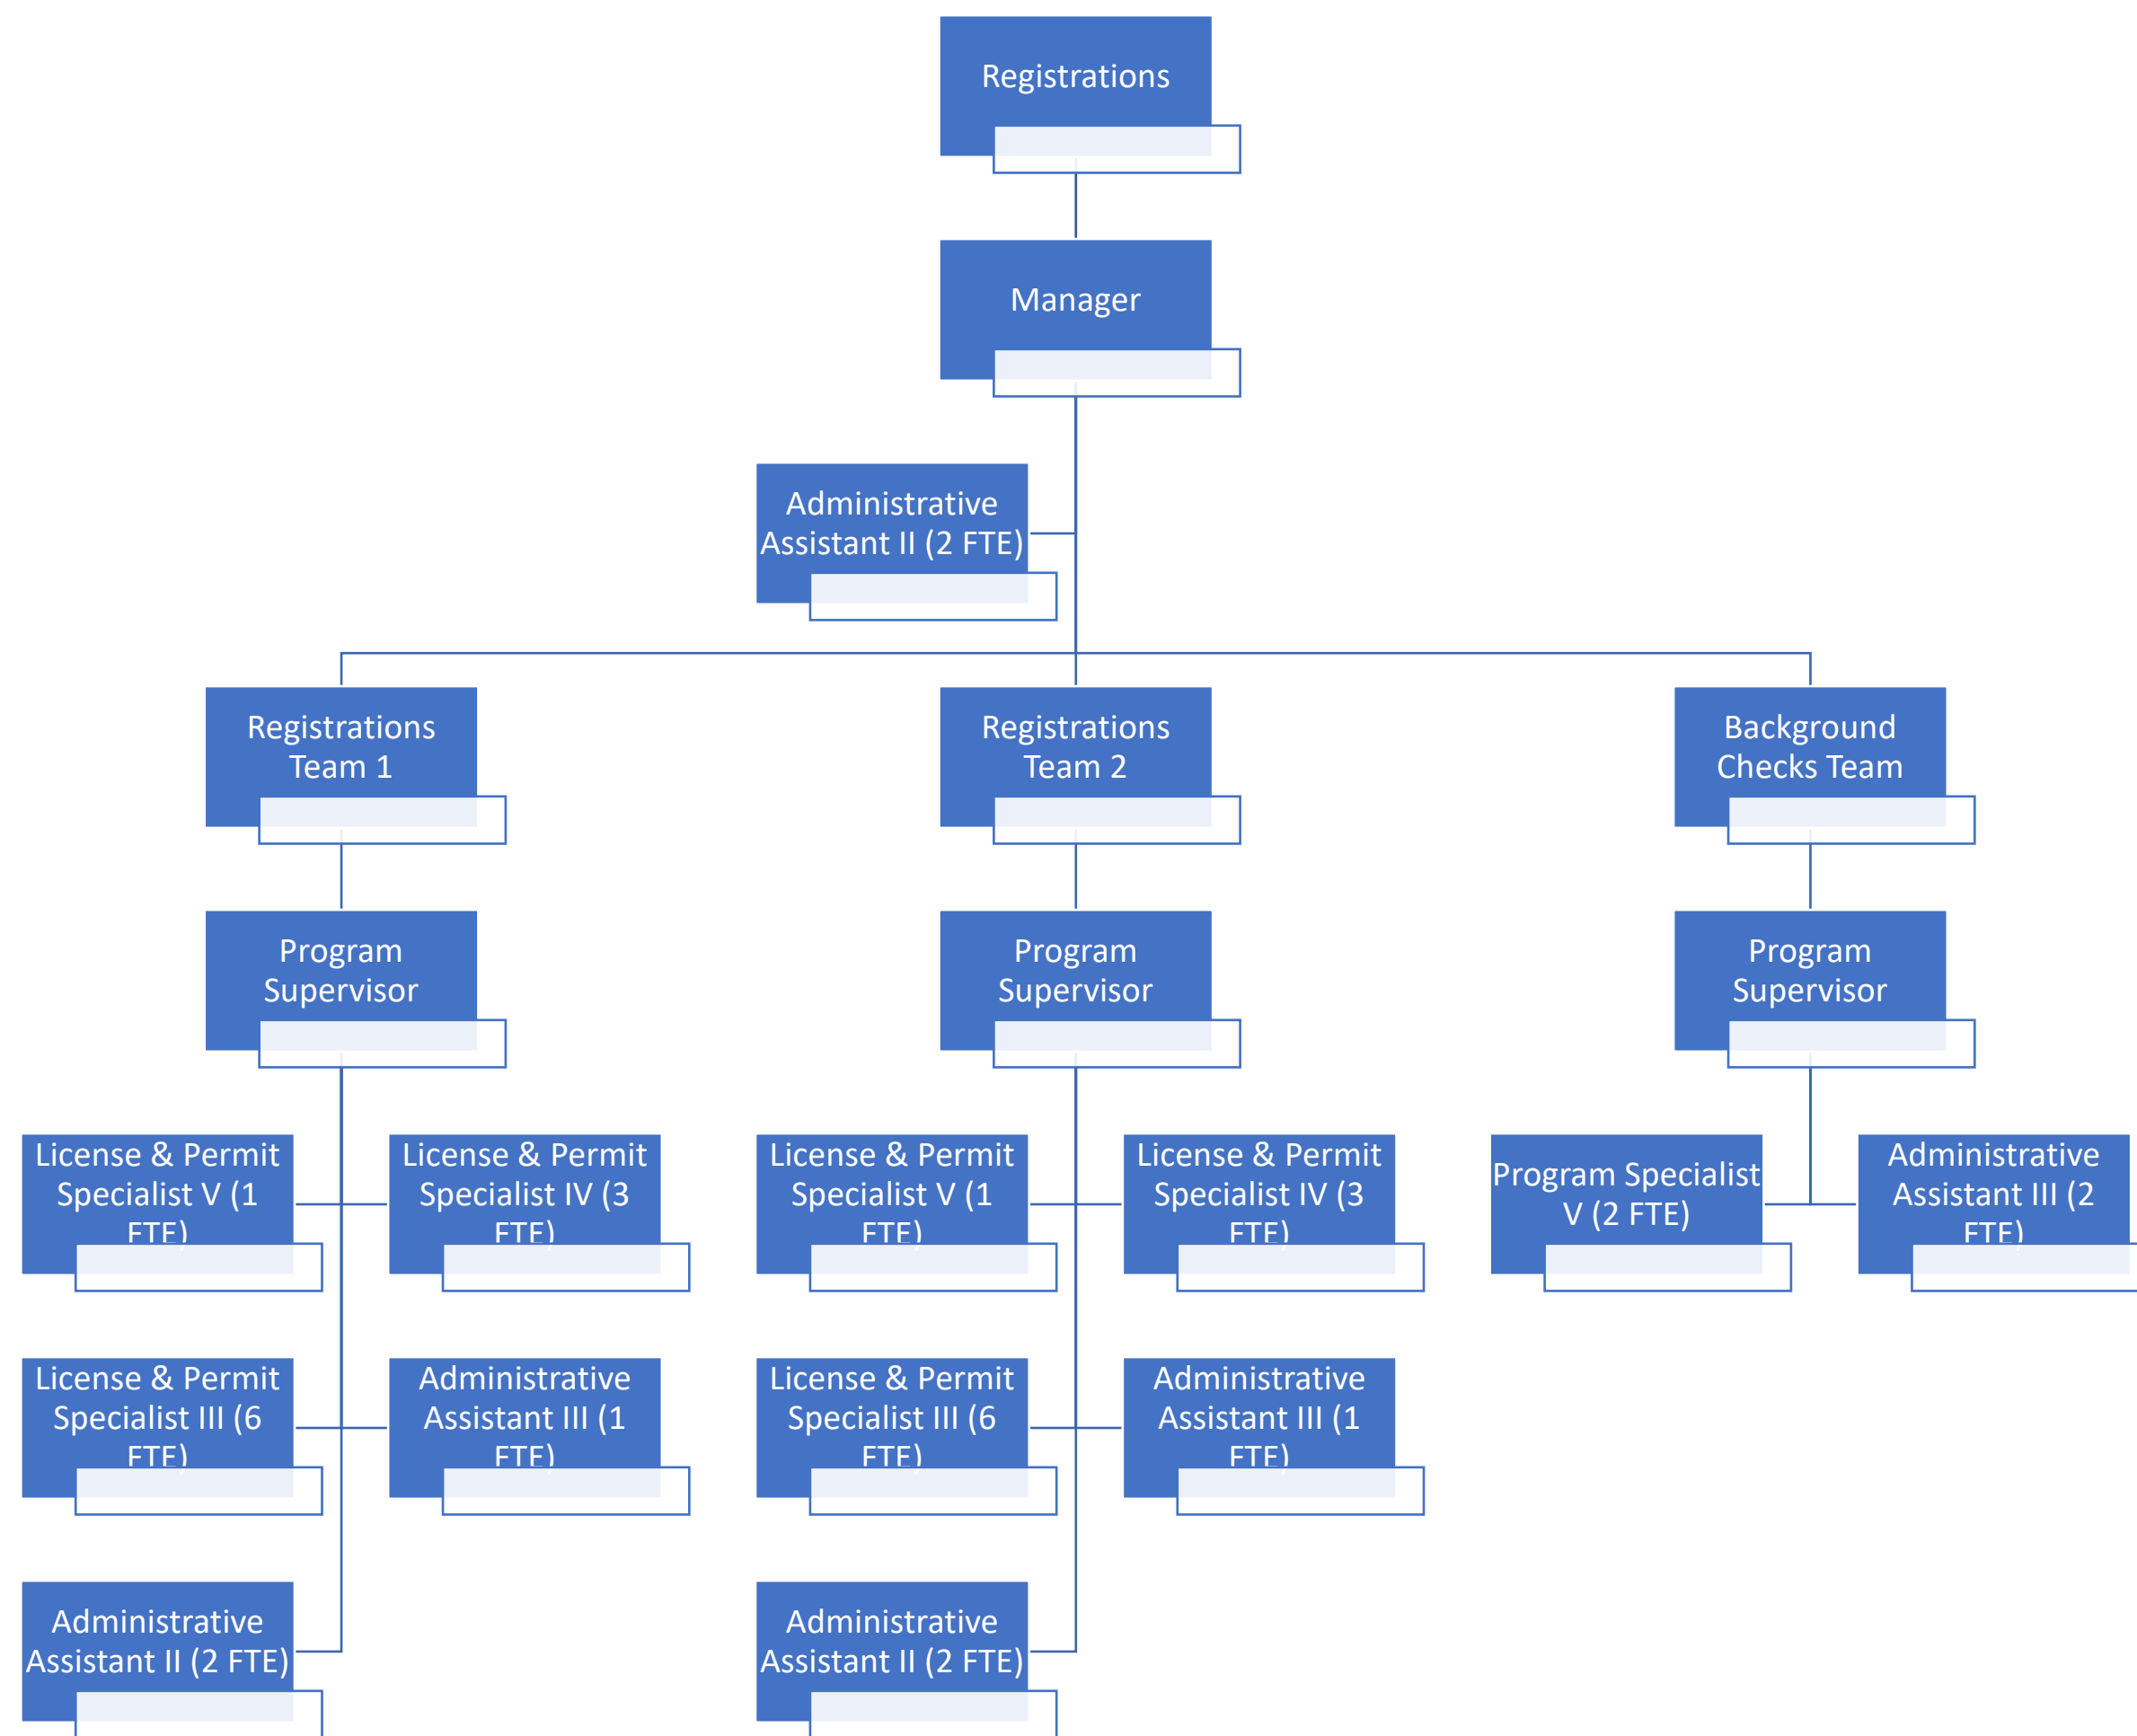 Registrations
Manager
Administrative
Assistant II (2 FTE)
Registrations
Team 1
Registrations
Team 2
Background
Checks Team
Program
Supervisor
Program
Supervisor
Program
Supervisor
License & Permit
Specialist V (1
FTE)
License & Permit
Specialist IV (3
FTE)
License & Permit
Specialist V (1
FTE)
License & Permit
Specialist IV (3
FTE)
Program Specialist
V (2 FTE)
Administrative
Assistant III (2
FTE)
License & Permit
Specialist III (6
FTE)
Administrative
Assistant III (1
FTE)
License & Permit
Specialist III (6
FTE)
Administrative
Assistant III (1
FTE)
Administrative
Assistant II (2 FTE)
Administrative
Assistant II (2 FTE)